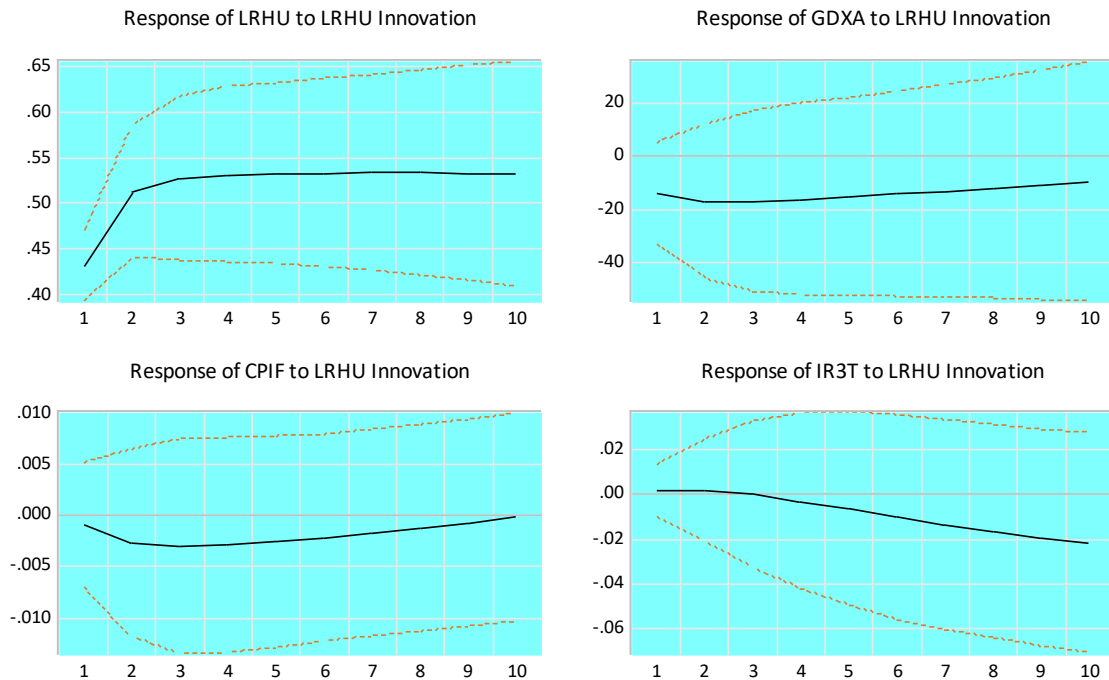 Response of LRHU to LRHU Innovation
.65
.60
.55
.50
.45
.40
1 2 3 4 5 6 7 8 9 10
Response of GDXA to LRHU Innovation
20
0
-20
-40
1 2 3 4 5 6 7 8 9 10
Response of CPIF to LRHU Innovation
.010
.005
.000
-.005
-.010
1 2 3 4 5 6 7 8 9 10
Response of IR3T to LRHU Innovation
.02
.00
-.02
-.04
-.06
1 2 3 4 5 6 7 8 9 10